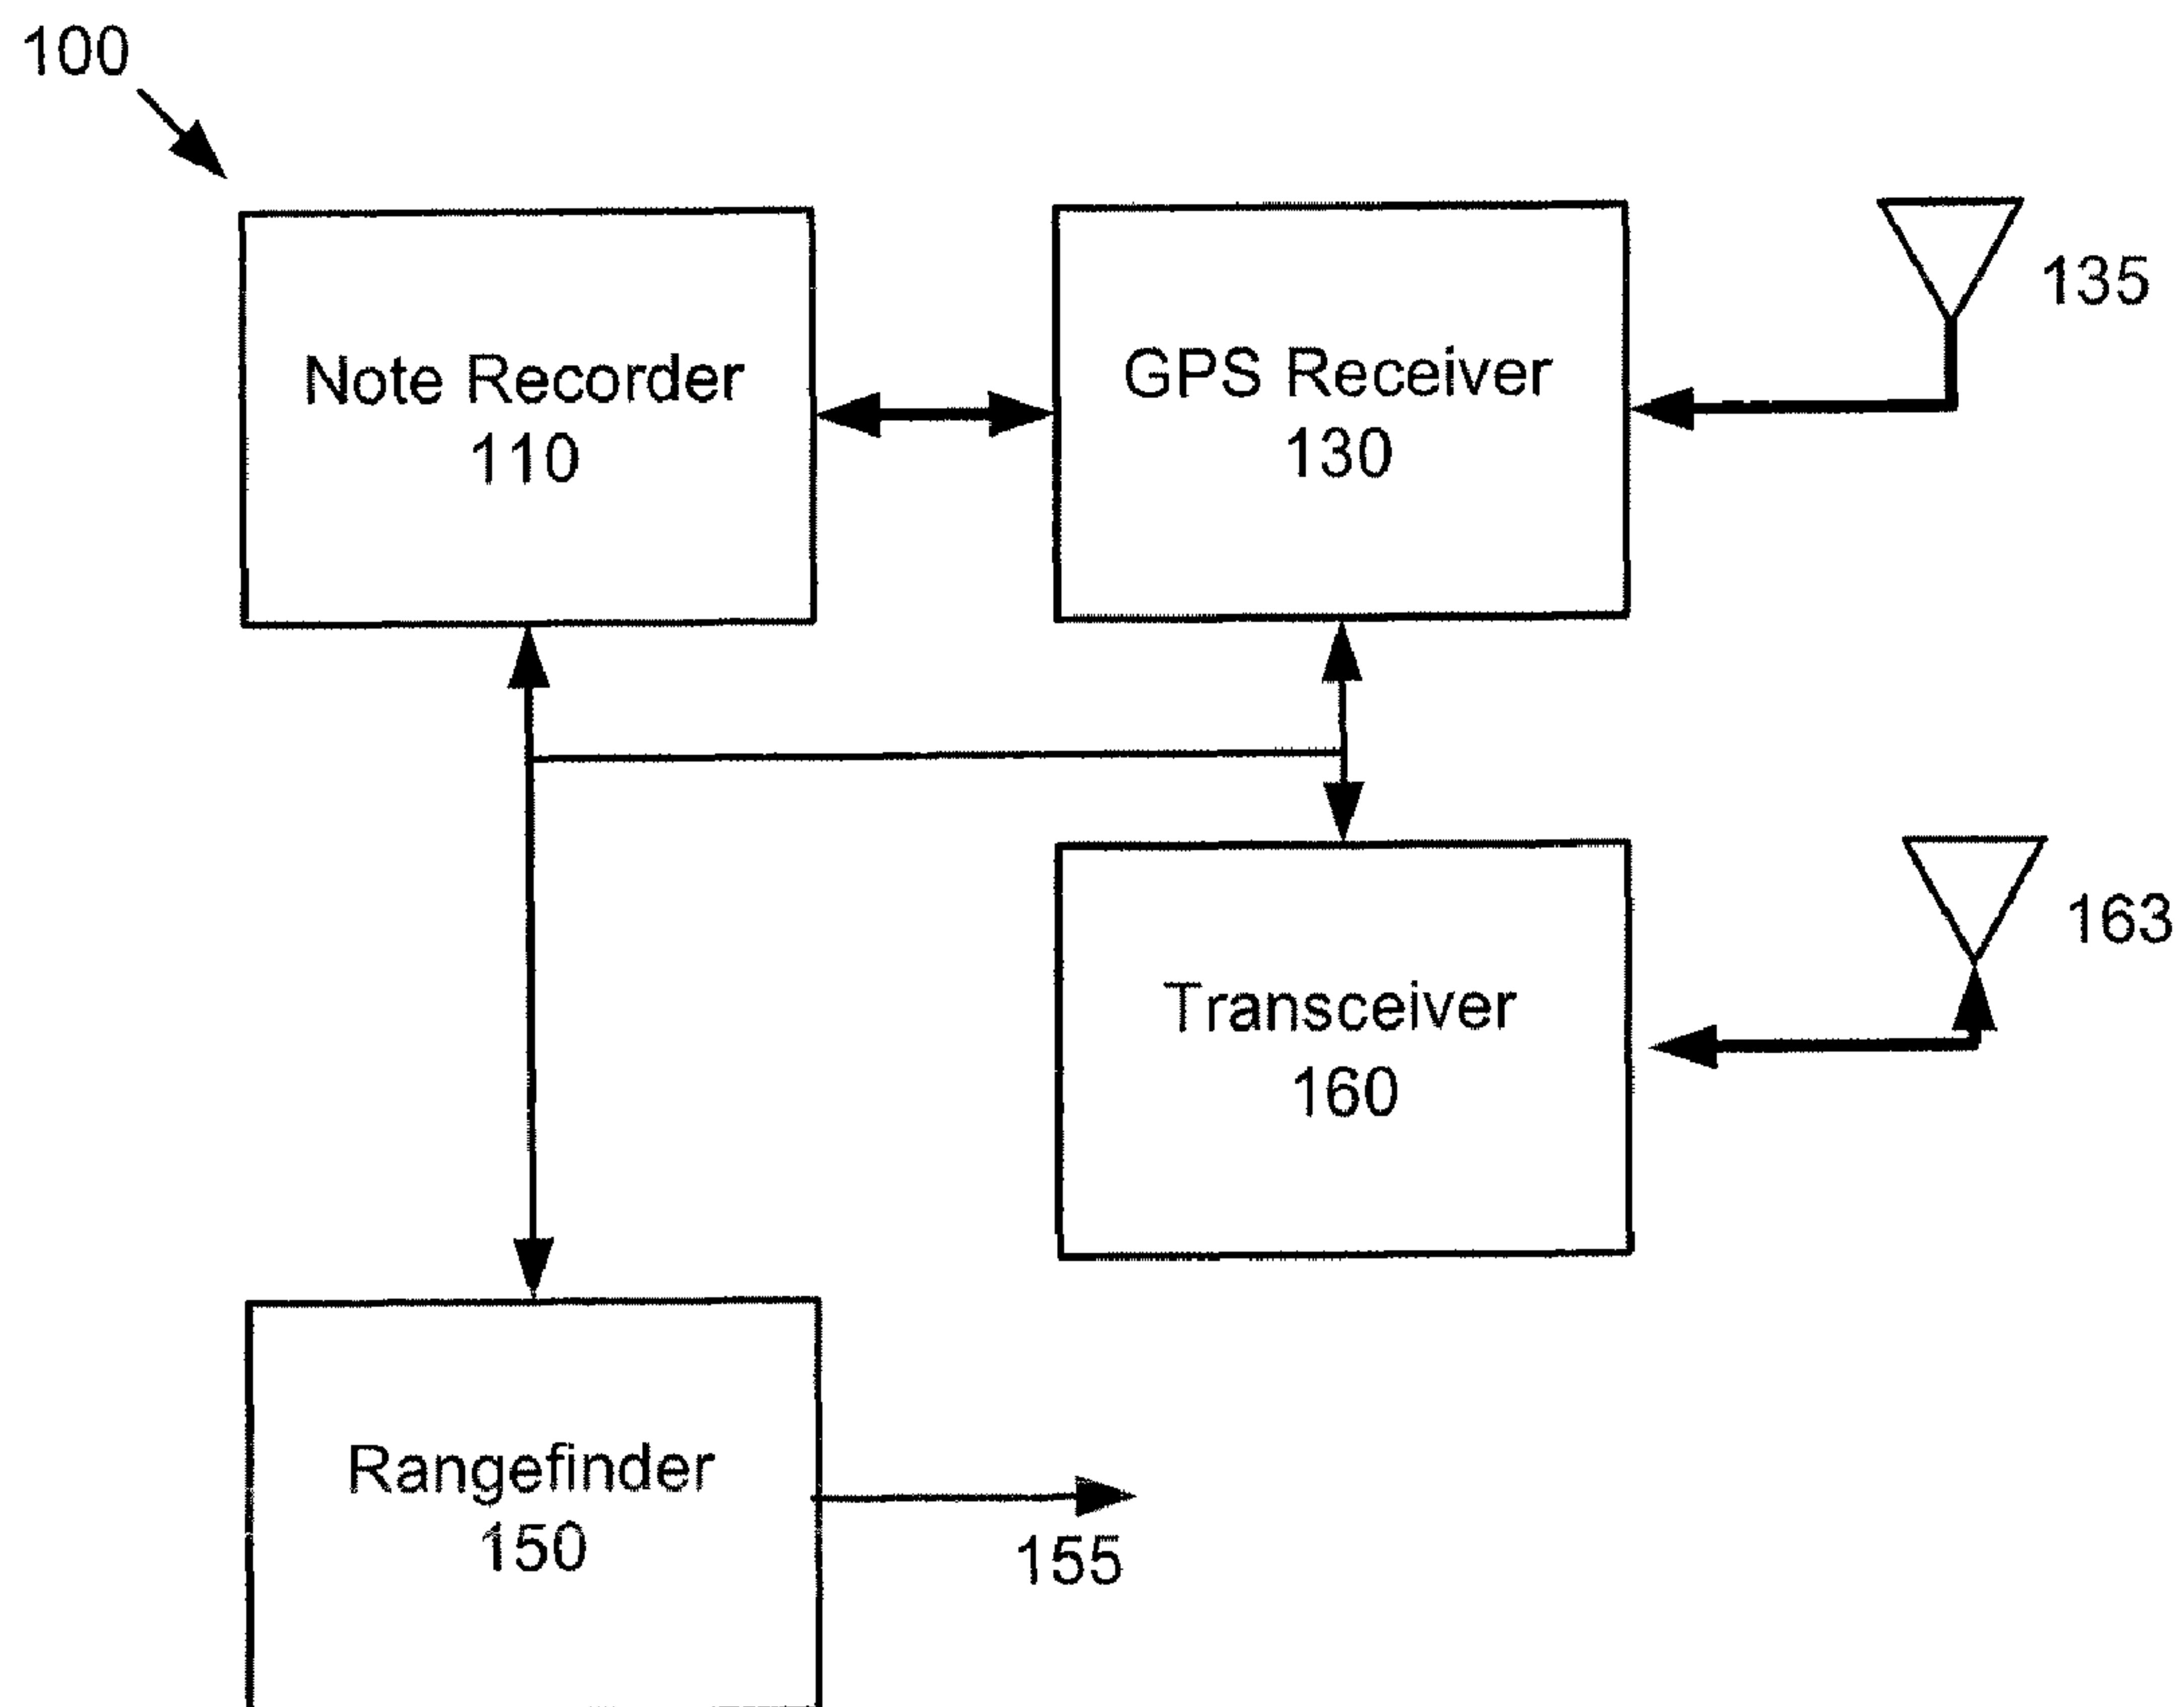 100
Note Recorder
110
GPS Receiver
130
135
Transceiver
160
163
Rangefinder
150
155